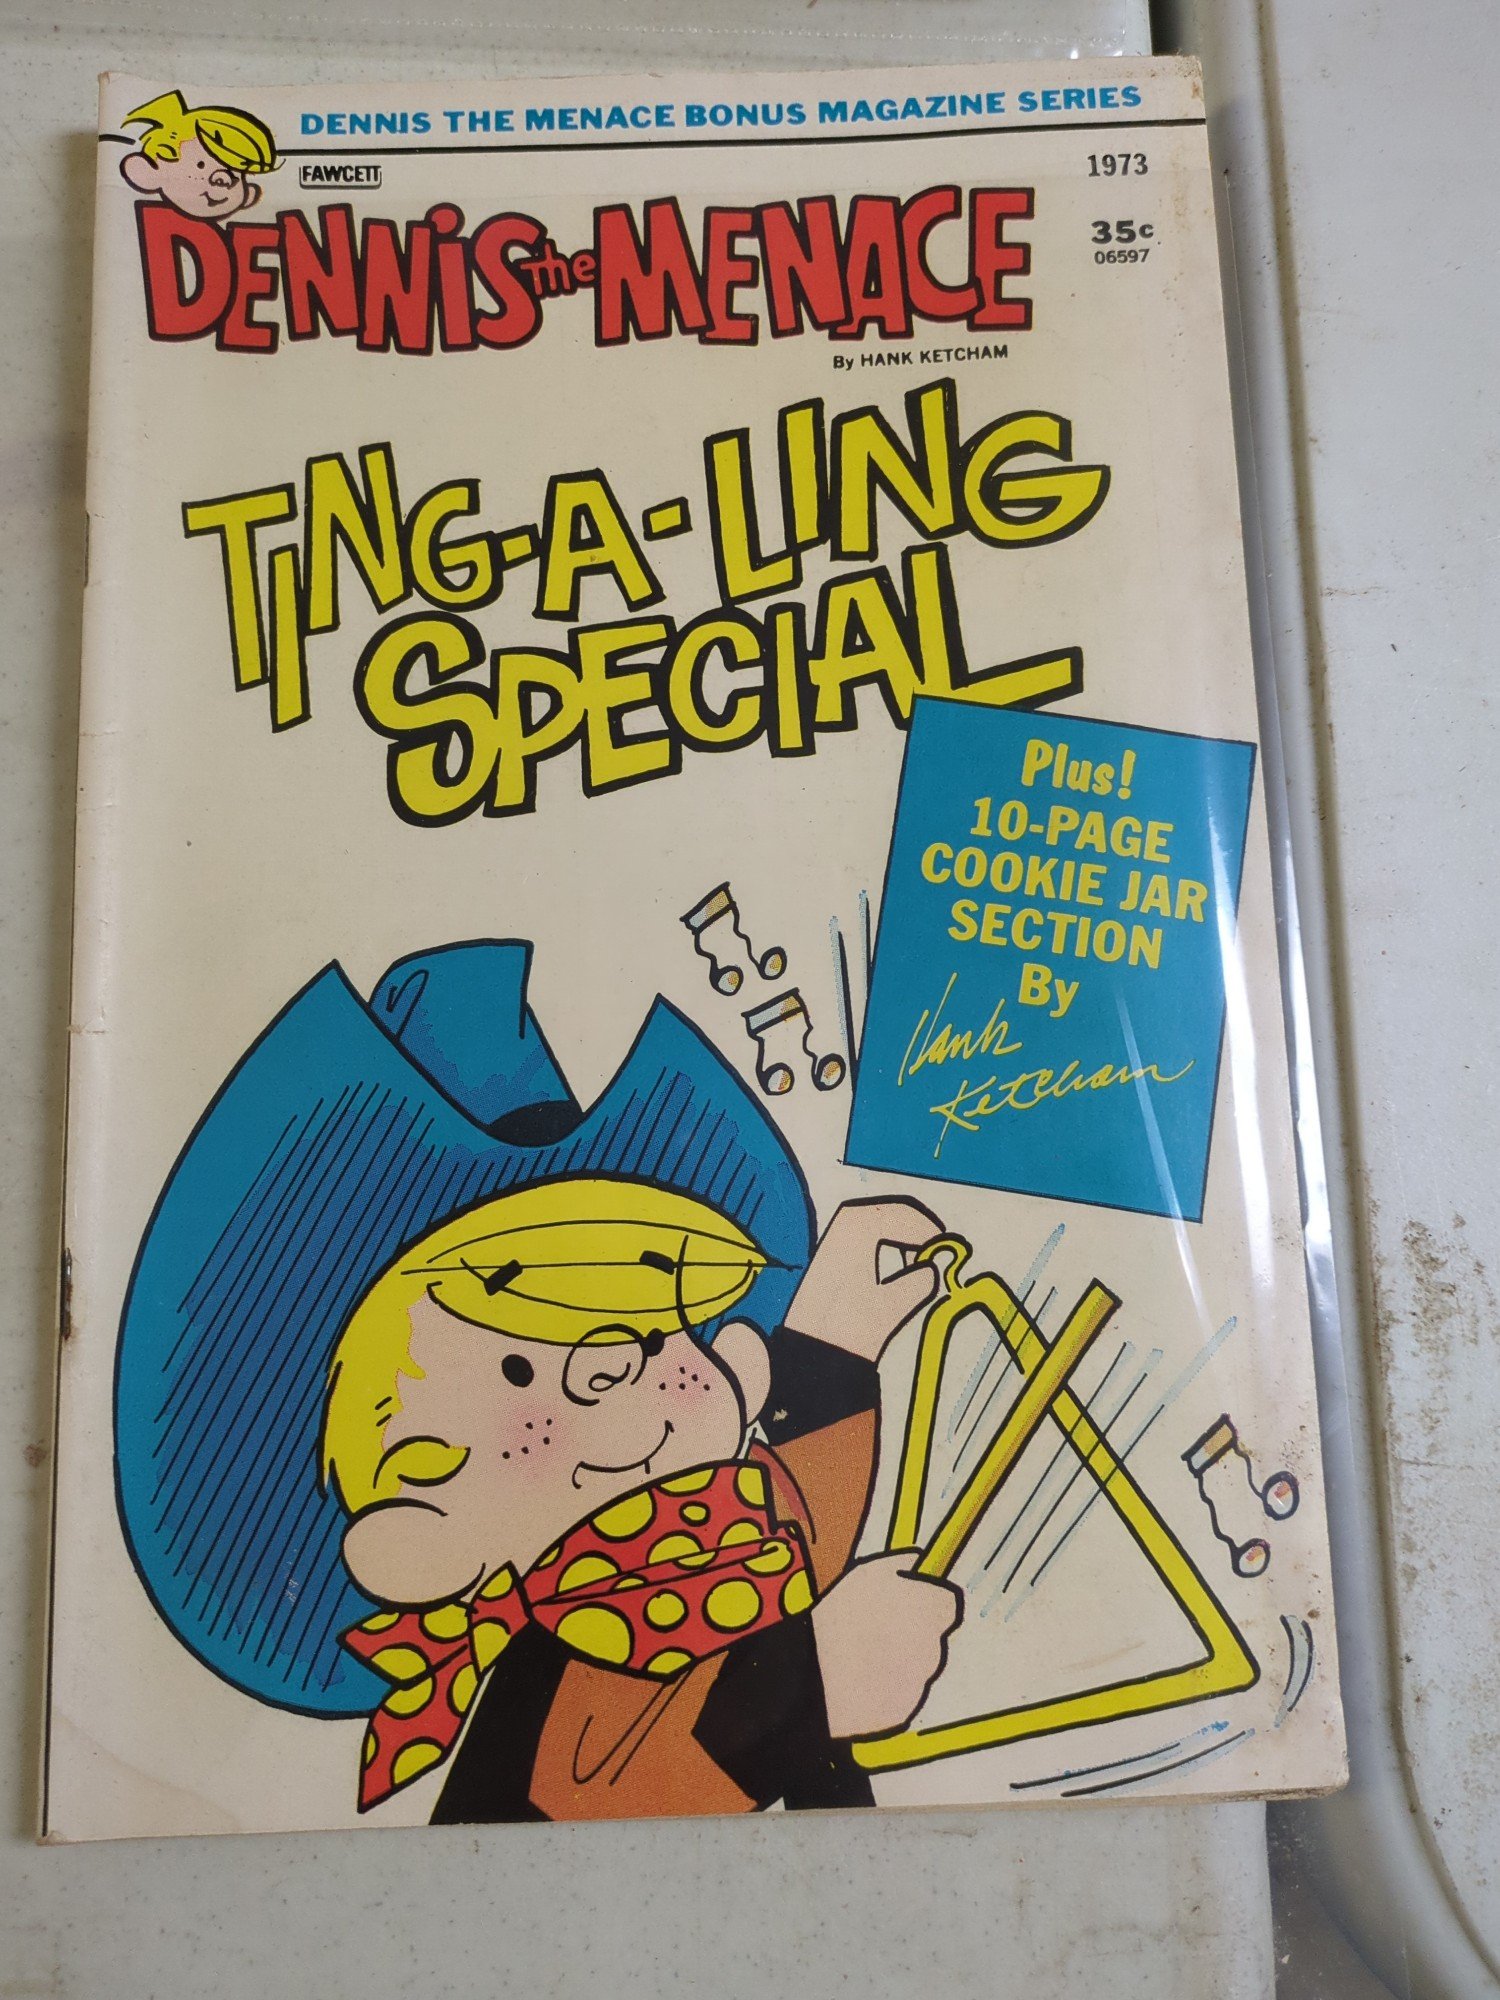 DENNIS THE MENACE BONUS MAGAZINE SERIES
FAWCETT
1973
DENNIS the MENACE
35¢
06597
By HANK KETCHAM
TING-A-LING
SPECIAL
Plus!
10-PAGE
COOKIE JAR
SECTION
By
Hank
Ketcham